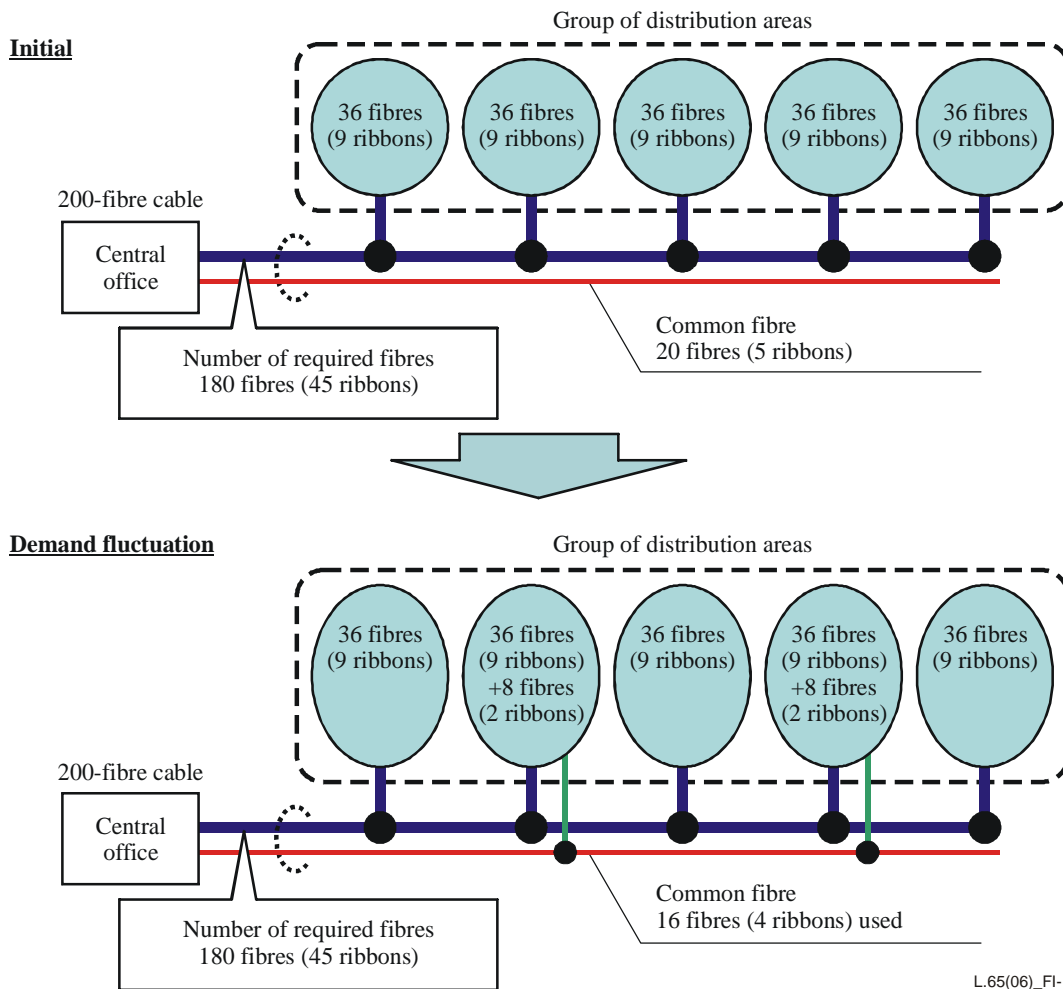 Group of distribution areas
Initial
36 fibres
(9 ribbons)
36 fibres
(9 ribbons)
36 fibres
(9 ribbons)
36 fibres
(9 ribbons)
36 fibres
(9 ribbons)
200-fibre cable
Central
office
Number of required fibres
180 fibres (45 ribbons)
Common fibre
20 fibres (5 ribbons)
Demand fluctuation
Group of distribution areas
36 fibres
(9 ribbons)
36 fibres
(9 ribbons)
+8 fibres
(2 ribbons)
36 fibres
(9 ribbons)
36 fibres
(9 ribbons)
+8 fibres
(2 ribbons)
36 fibres
(9 ribbons)
200-fibre cable
Central
office
Number of required fibres
180 fibres (45 ribbons)
Common fibre
16 fibres (4 ribbons) used
L.65(06)_FI-